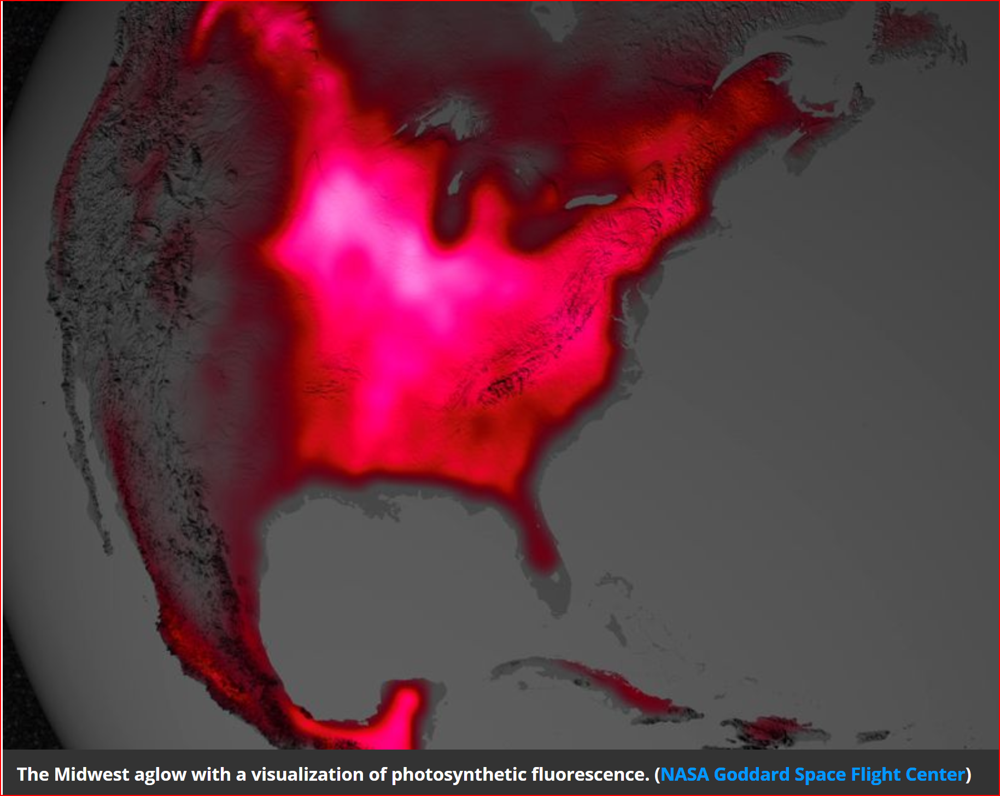 The Midwest aglow with a visualization of photosynthetic fluorescence. (NASA Goddard Space Flight Center)